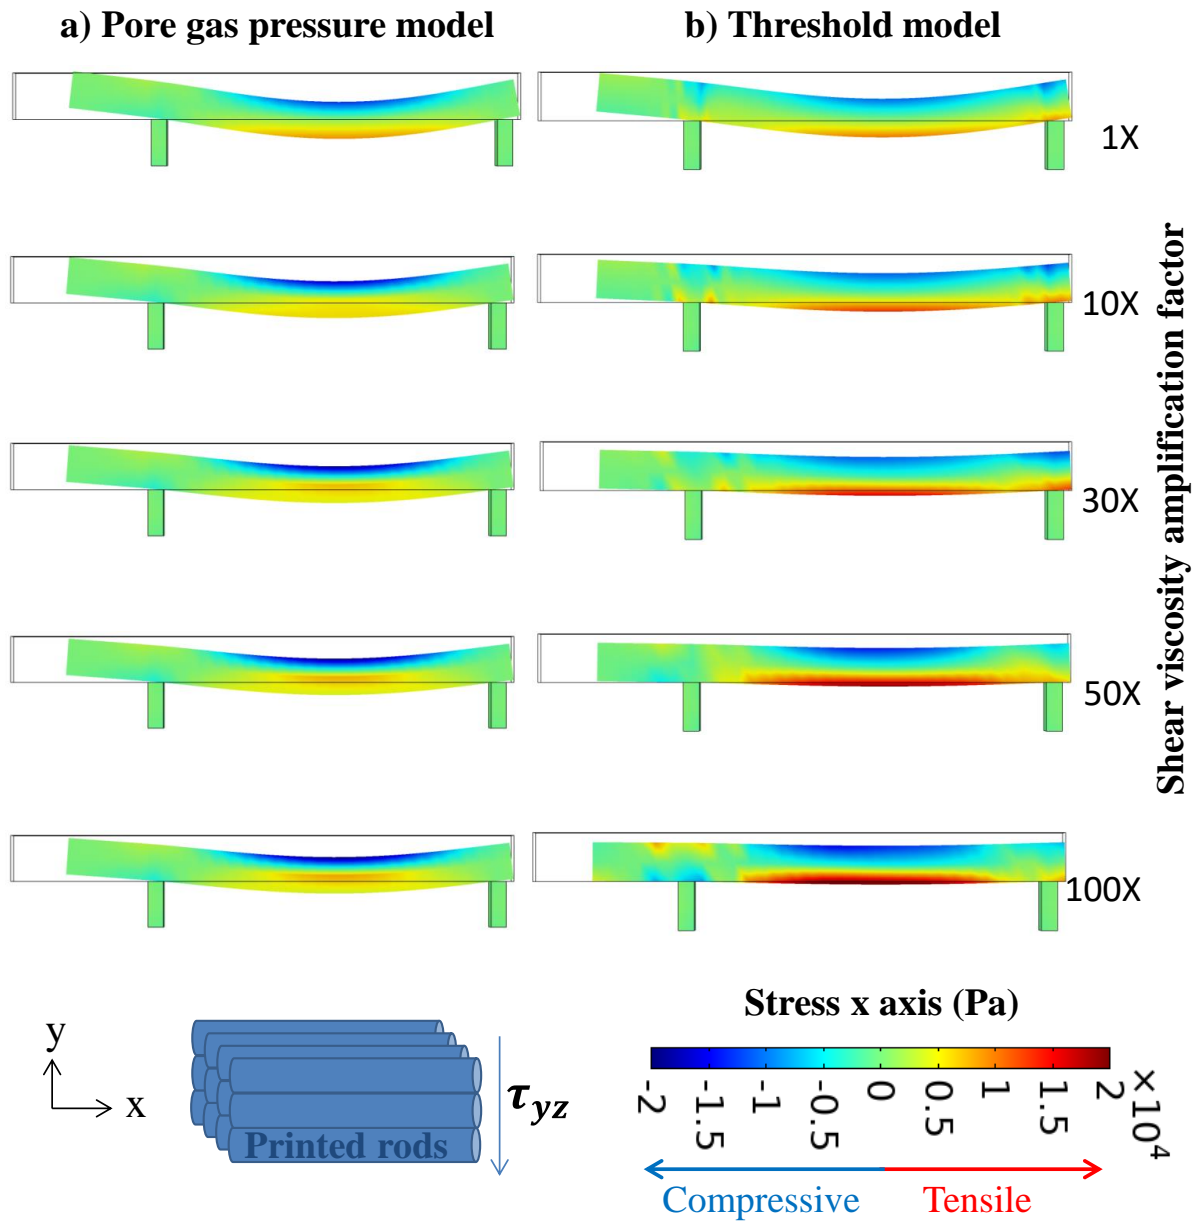 a) Pore gas pressure model
b) Threshold model
1X
10X
30X
50X
100X
Shear viscosity amplification factor
y
x
Printed rods
τyz
Stress x axis (Pa)
-2 -1.5 -1 -0.5 0 0.5 1 1.5 2 ×10⁴
Compressive Tensile